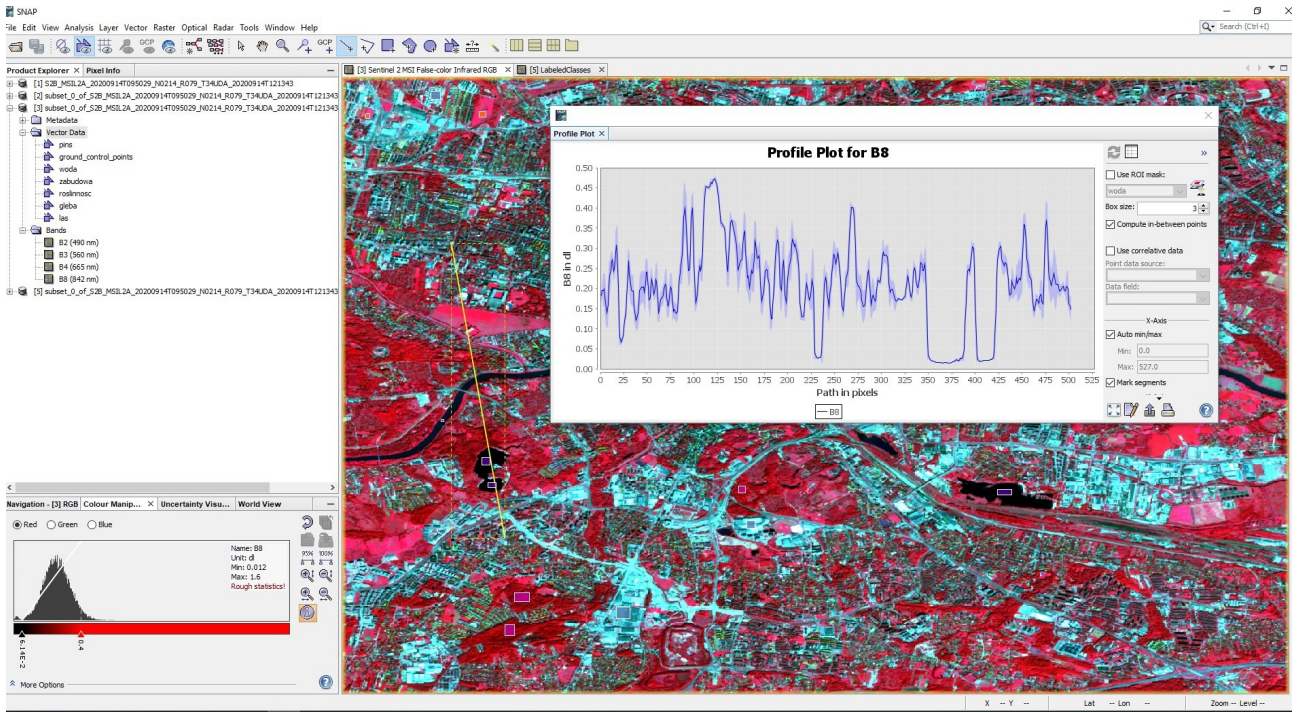 SNAP
File Edit View Analysis Layer Vector Raster Optical Radar Tools Window Help
Search (Ctrl+I)
GCP GCP
Product Explorer × Pixel Info
[3] Sentinel 2 MSI False-color Infrared RGB × [5] LabeledClasses ×
[1] S2B_MSIL2A_20200914T095029_N0214_R079_T34UDA_20200914T121343
[2] subset_0_of_S2B_MSIL2A_20200914T095029_N0214_R079_T34UDA_20200914T121343
[3] subset_0_of_S2B_MSIL2A_20200914T095029_N0214_R079_T34UDA_20200914T121343
Metadata
Vector Data
pins
ground_control_points
woda
zabudowa
roslinnosc
gleba
las
Bands
B2 (490 nm)
B3 (560 nm)
B4 (665 nm)
B8 (842 nm)
[5] subset_0_of_S2B_MSIL2A_20200914T095029_N0214_R079_T34UDA_20200914T121343
Profile Plot ×
Profile Plot for B8
B8 in dl
0.50
0.45
0.40
0.35
0.30
0.25
0.20
0.15
0.10
0.05
0.00
0 25 50 75 100 125 150 175 200 225 250 275 300 325 350 375 400 425 450 475 500 525
Path in pixels
B8
Use ROI mask:
woda
Box size: 3
Compute in-between points
Use correlative data
Point data source:
Data field:
X-Axis
Auto min/max
Min: 0.0
Max: 527.0
Mark segments
Navigation - [3] RGB Colour Manip... × Uncertainty Visu... World View
Red Green Blue
Name: B8
Unit: dl
Min: 0.012
Max: 1.6
Rough statistics!
95% 100%
6.14E-2
0.4
More Options
X -- Y -- Lat -- Lon -- Zoom -- Level --